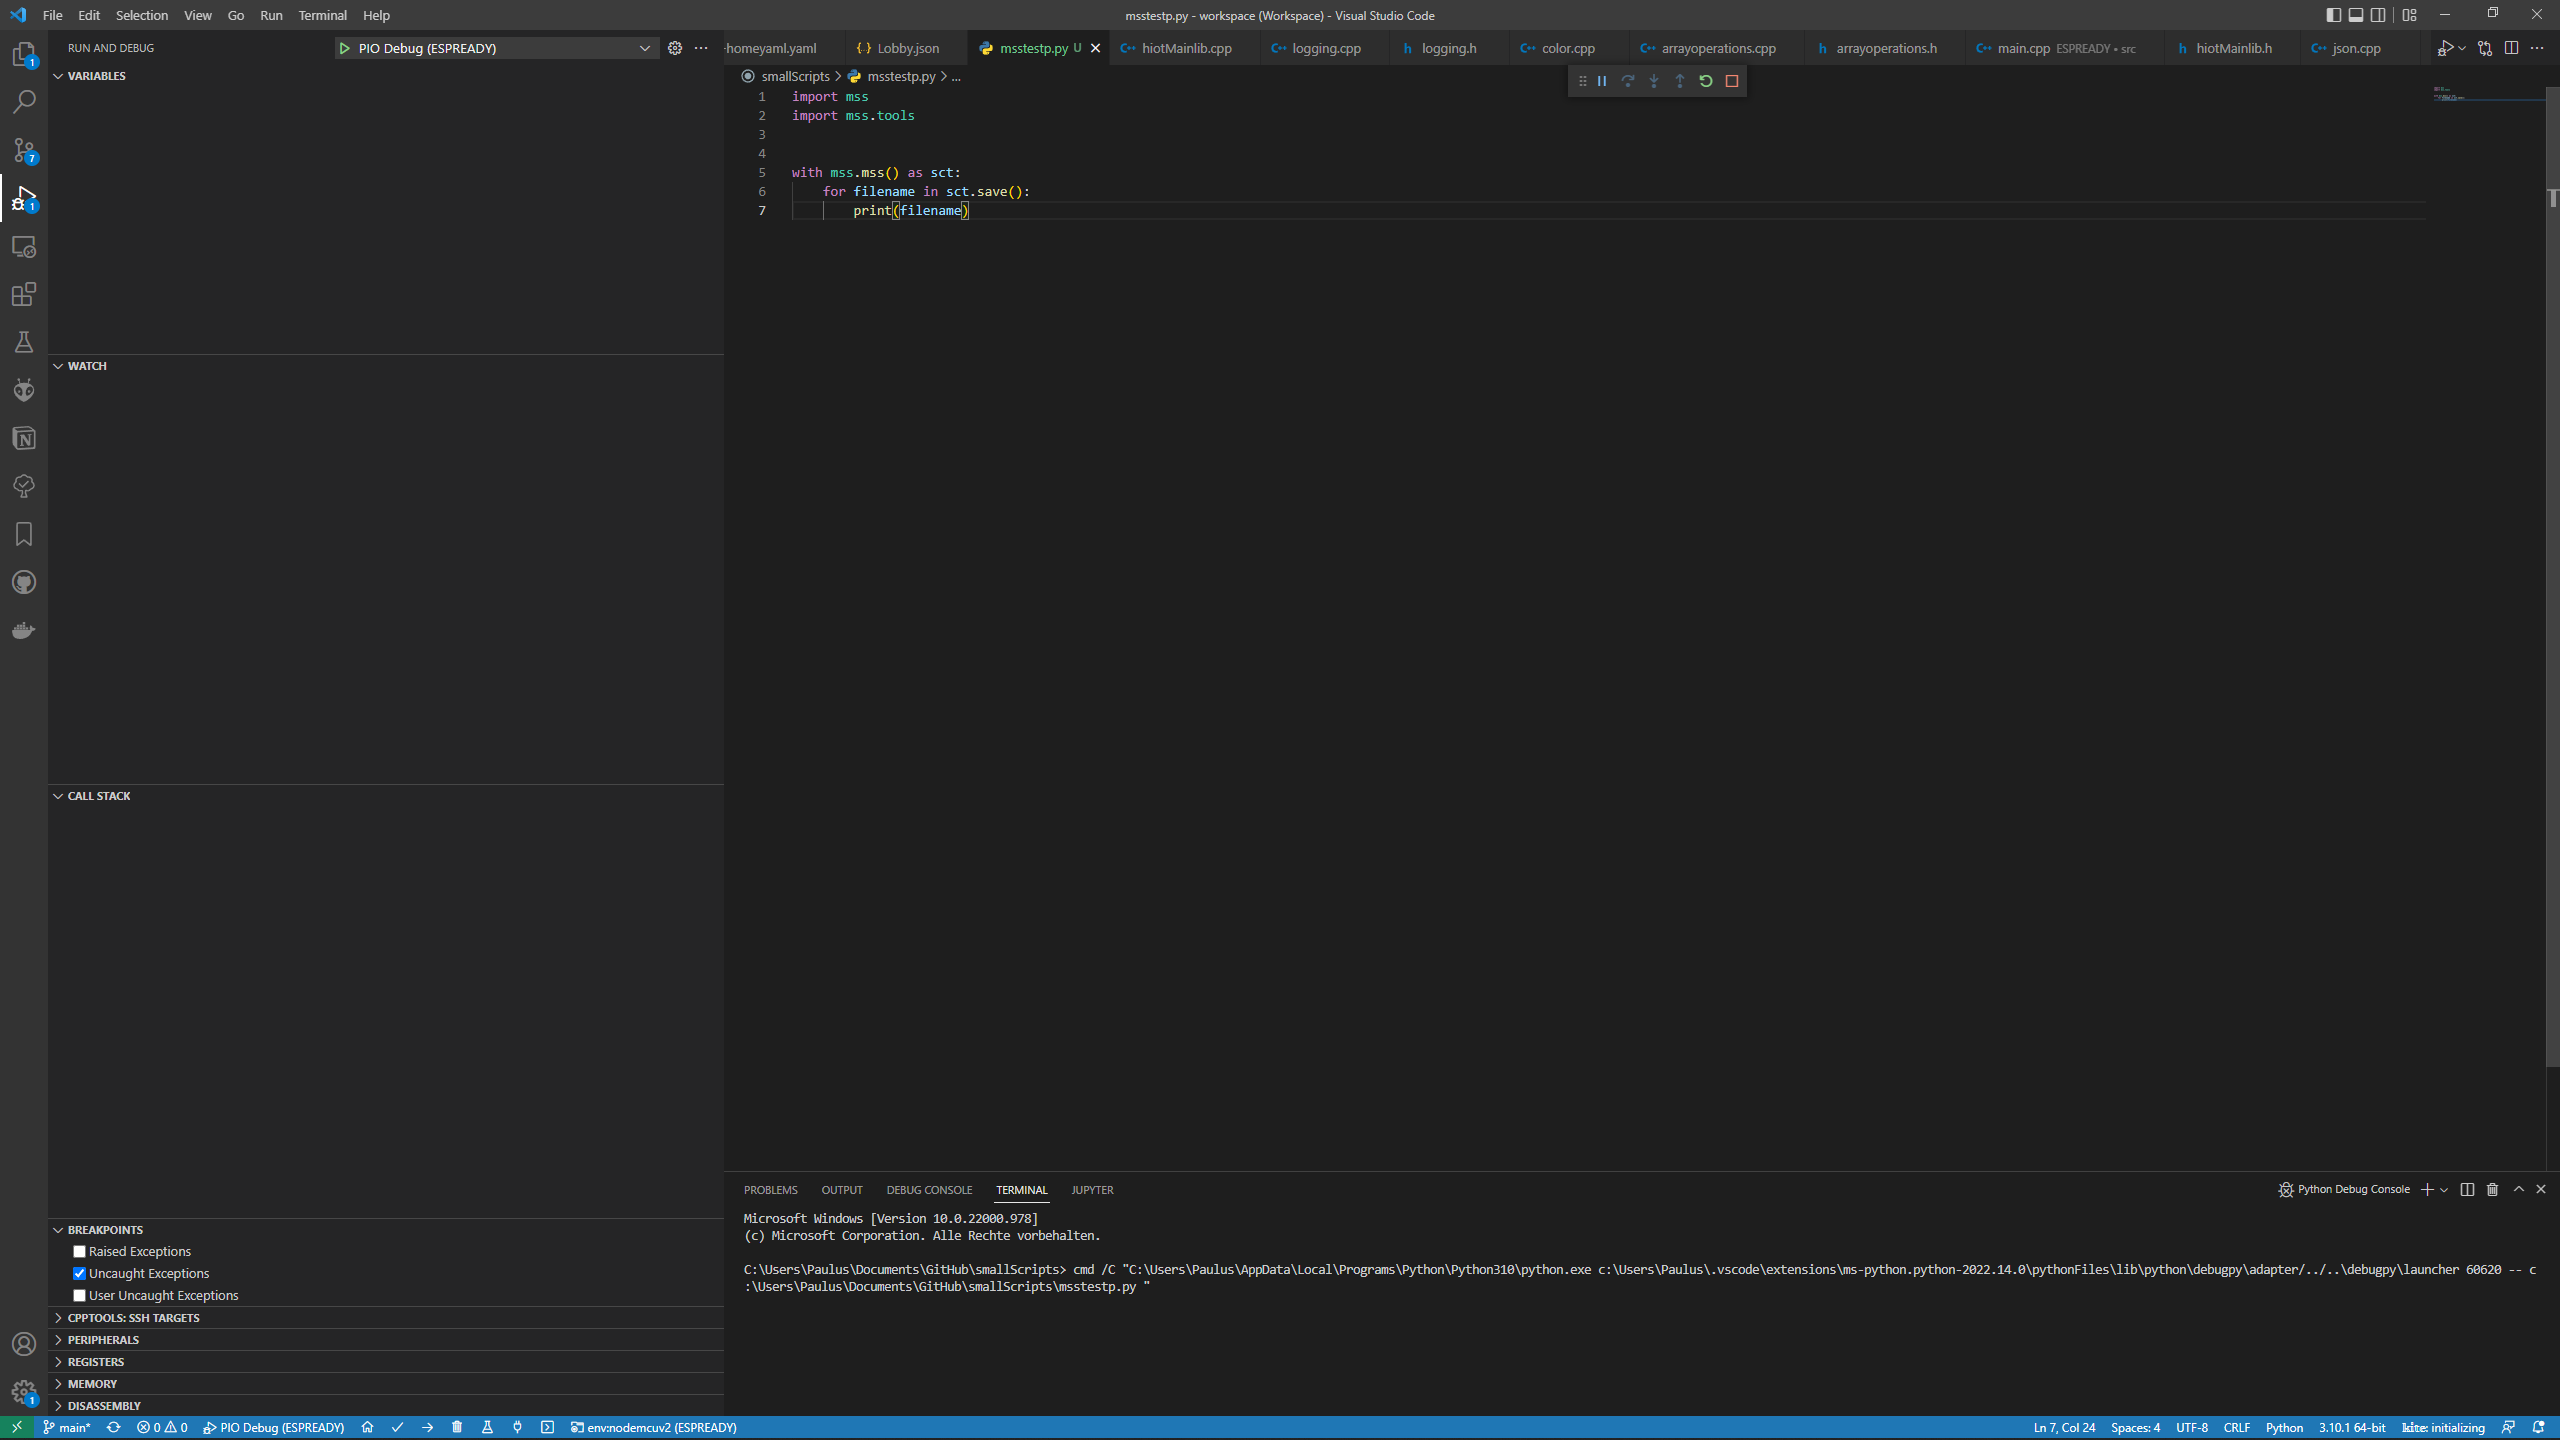 File Edit Selection View Go Run Terminal Help
msstestp.py - workspace (Workspace) - Visual Studio Code
RUN AND DEBUG
PIO Debug (ESPREADY)
-homeyaml.yaml
Lobby.json
msstestp.py U
hiotMainlib.cpp
logging.cpp
logging.h
color.cpp
arrayoperations.cpp
arrayoperations.h
main.cpp ESPREADY • src
hiotMainlib.h
json.cpp
VARIABLES
smallScripts > msstestp.py > ...
1 import mss
2 import mss.tools
3
4
5 with mss.mss() as sct:
6 for filename in sct.save():
7 print(filename)
1
7
1
WATCH
CALL STACK
BREAKPOINTS
Raised Exceptions
Uncaught Exceptions
User Uncaught Exceptions
CPPTOOLS: SSH TARGETS
PERIPHERALS
REGISTERS
MEMORY
DISASSEMBLY
1
PROBLEMS OUTPUT DEBUG CONSOLE TERMINAL JUPYTER
Python Debug Console
Microsoft Windows [Version 10.0.22000.978]
(c) Microsoft Corporation. Alle Rechte vorbehalten.
C:\Users\Paulus\Documents\GitHub\smallScripts> cmd /C "C:\Users\Paulus\AppData\Local\Programs\Python\Python310\python.exe c:\Users\Paulus\.vscode\extensions\ms-python.python-2022.14.0\pythonFiles\lib\python\debugpy\adapter/../..\debugpy\launcher 60620 -- c
:\Users\Paulus\Documents\GitHub\smallScripts\msstestp.py "
main* 0 0 PIO Debug (ESPREADY) env:nodemcuv2 (ESPREADY)
Ln 7, Col 24 Spaces: 4 UTF-8 CRLF Python 3.10.1 64-bit kite: initializing